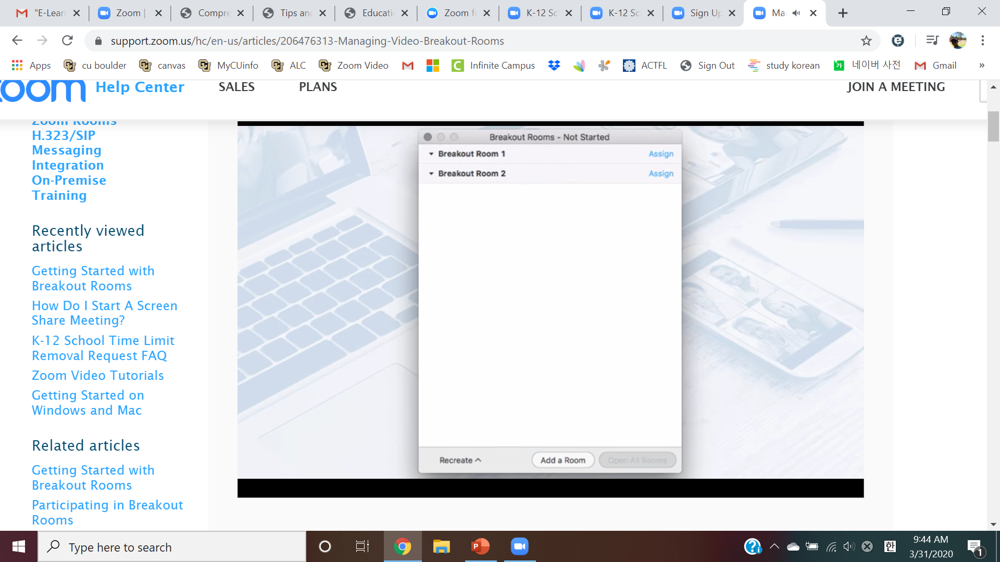 "E-Lear
Zoom |
Compre
Tips an
Educati
Zoom f
K-12 Sc
K-12 Sc
Sign Up
Ma
support.zoom.us/hc/en-us/articles/206476313-Managing-Video-Breakout-Rooms
Apps
cu boulder
canvas
MyCUinfo
ALC
Zoom Video
Infinite Campus
ACTFL
Sign Out
study korean
네이버 사전
Gmail
»
zoom Help Center
SALES
PLANS
JOIN A MEETING
Zoom Rooms
H.323/SIP
Messaging
Integration
On-Premise
Training
Recently viewed
articles
Getting Started with
Breakout Rooms
How Do I Start A Screen
Share Meeting?
K-12 School Time Limit
Removal Request FAQ
Zoom Video Tutorials
Getting Started on
Windows and Mac
Related articles
Getting Started with
Breakout Rooms
Participating in Breakout
Rooms
Breakout Rooms - Not Started
Breakout Room 1
Assign
Breakout Room 2
Assign
Recreate
Add a Room
Open All Rooms
Type here to search
한
9:44 AM
3/31/2020
1